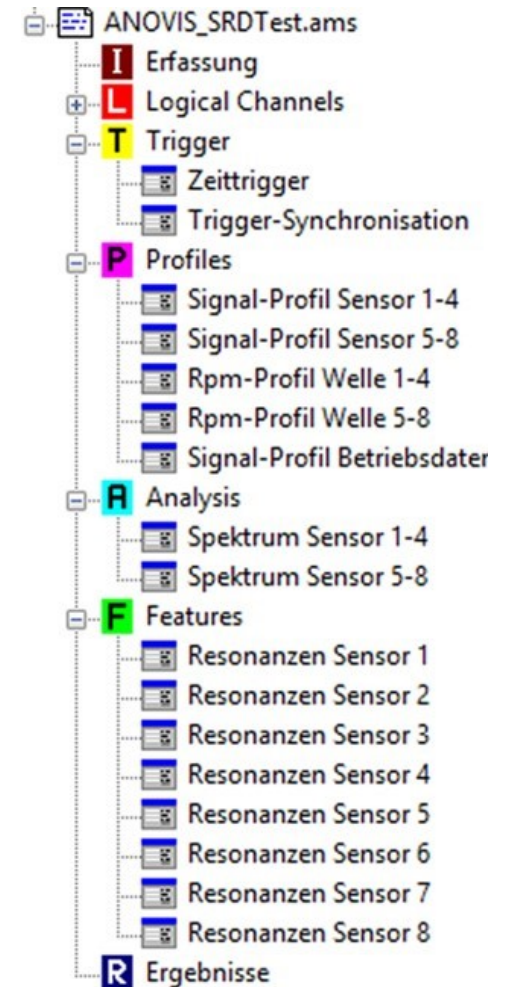 ANOVIS_SRDTest.ams
I Erfassung
L Logical Channels
T Trigger
Zeittrigger
Trigger-Synchronisation
P Profiles
Signal-Profil Sensor 1-4
Signal-Profil Sensor 5-8
Rpm-Profil Welle 1-4
Rpm-Profil Welle 5-8
Signal-Profil Betriebsdaten
A Analysis
Spektrum Sensor 1-4
Spektrum Sensor 5-8
F Features
Resonanzen Sensor 1
Resonanzen Sensor 2
Resonanzen Sensor 3
Resonanzen Sensor 4
Resonanzen Sensor 5
Resonanzen Sensor 6
Resonanzen Sensor 7
Resonanzen Sensor 8
R Ergebnisse